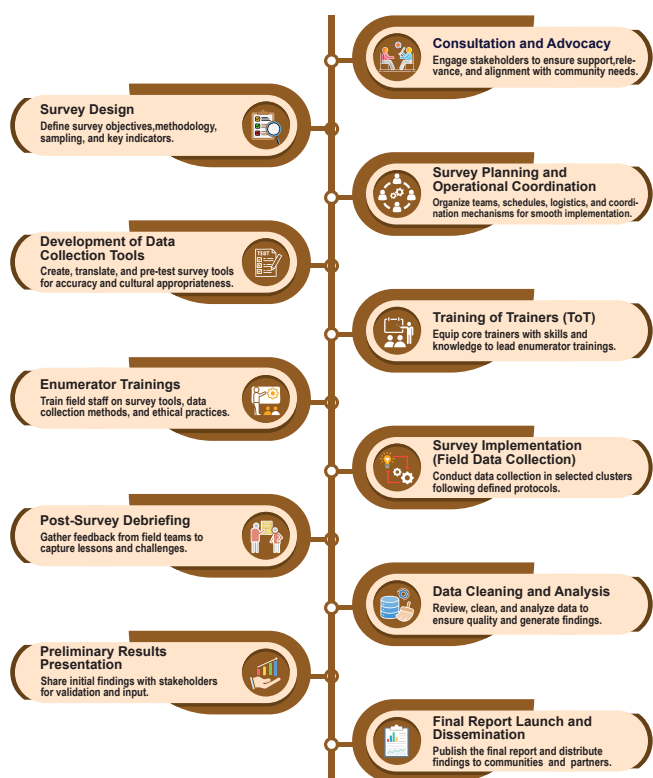 Consultation and Advocacy
Engage stakeholders to ensure support,rele-
vance, and alignment with community needs.
Survey Design
Define survey objectives,methodology,
sampling, and key indicators.
Survey Planning and
Operational Coordination
Organize teams, schedules, logistics, and coordi-
nation mechanisms for smooth implementation.
Development of Data
Collection Tools
Create, translate, and pre-test survey tools
for accuracy and cultural appropriateness.
TEST
Training of Trainers (ToT)
Equip core trainers with skills and
knowledge to lead enumerator trainings.
Enumerator Trainings
Train field staff on survey tools, data
collection methods, and ethical practices.
Survey Implementation
(Field Data Collection)
Conduct data collection in selected clusters
following defined protocols.
Post-Survey Debriefing
Gather feedback from field teams to
capture lessons and challenges.
Data Cleaning and Analysis
Review, clean, and analyze data to
ensure quality and generate findings.
Preliminary Results
Presentation
Share initial findings with stakeholders
for validation and input.
Final Report Launch and
Dissemination
Publish the final report and distribute
findings to communities and partners.